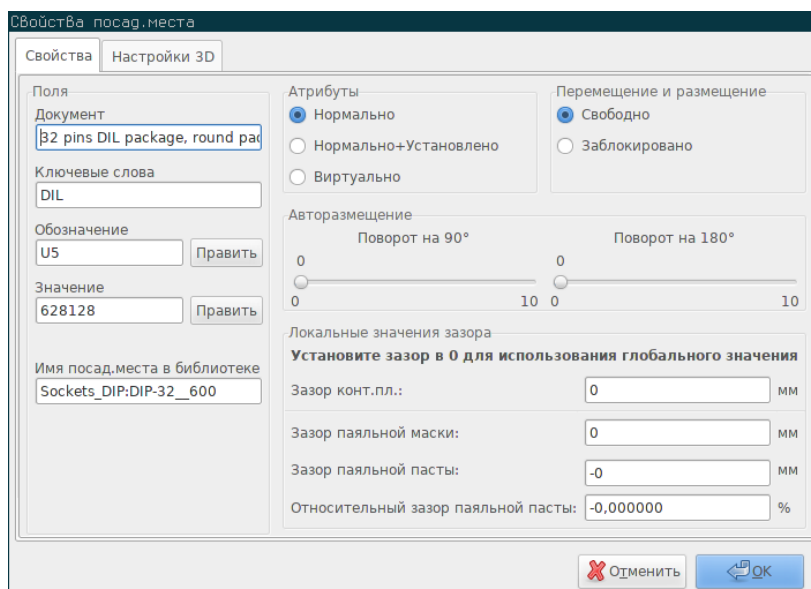 Свойства посад.места
Свойства
Настройки 3D
Поля
Документ
32 pins DIL package, round pad
Ключевые слова
DIL
Обозначение
U5
Править
Значение
628128
Править
Имя посад.места в библиотеке
Sockets_DIP:DIP-32__600
Атрибуты
Нормально
Нормально+Установлено
Виртуально
Перемещение и размещение
Свободно
Заблокировано
Авторазмещение
Поворот на 90°
0
0 10
Поворот на 180°
0
0 10
Локальные значения зазора
Установите зазор в 0 для использования глобального значения
Зазор конт.пл.: 0 мм
Зазор паяльной маски: 0 мм
Зазор паяльной пасты: -0 мм
Относительный зазор паяльной пасты: -0,000000 %
Отменить
OK